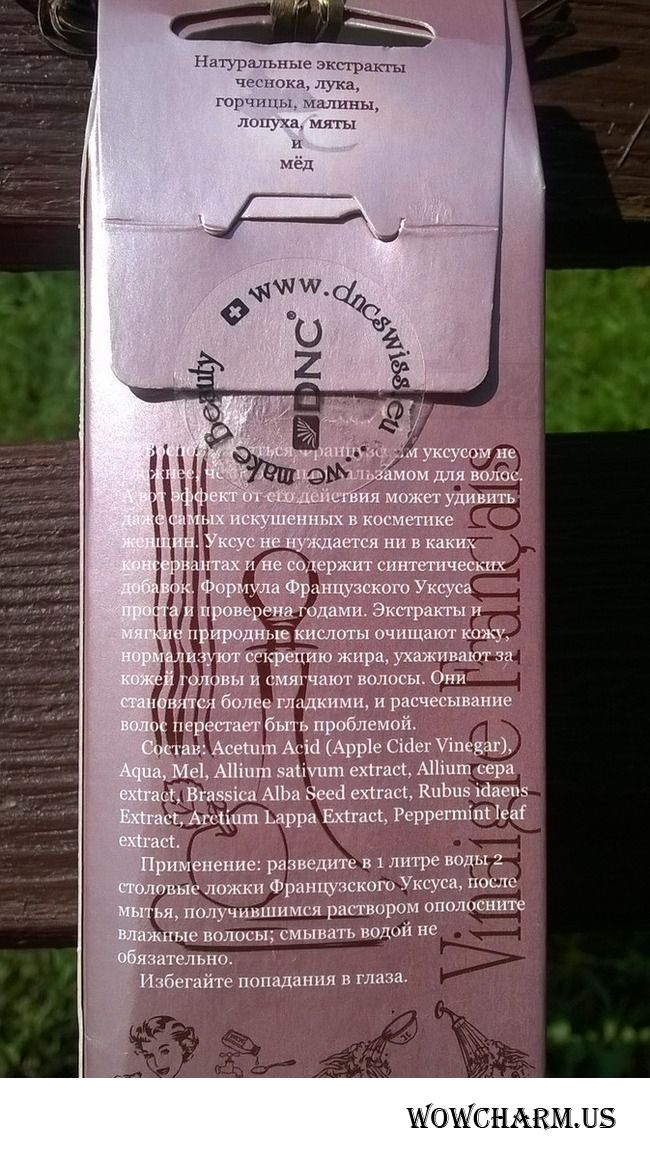 Натуральные экстракты
чеснока, лука,
горчицы, малины,
лопуха, мяты
и
мёд
www.dncswiss.eu
DNC®
...we make Beauty
уксусом не
для волос.
А вот эффект от его действия может удивить
даже самых искушенных в косметике
женщин. Уксус не нуждается ни в каких
консервантах и не содержит синтетических
добавок. Формула Французского Уксуса
проста и проверена годами. Экстракты и
мягкие природные кислоты очищают кожу,
нормализуют секрецию жира, ухаживают за
кожей головы и смягчают волосы. Они
становятся более гладкими, и расчесывание
волос перестает быть проблемой.
Состав: Acetum Acid (Apple Cider Vinegar),
Aqua, Mel, Allium sativum extract, Allium cepa
extract, Brassica Alba Seed extract, Rubus idaeus
Extract, Arctium Lappa Extract, Peppermint leaf
extract.
Применение: разведите в 1 литре воды 2
столовые ложки Французского Уксуса, после
мытья, получившимся раствором ополосните
влажные волосы; смывать водой не
обязательно.
Избегайте попадания в глаза.
Vinaigre Français
WOWCHARM.US